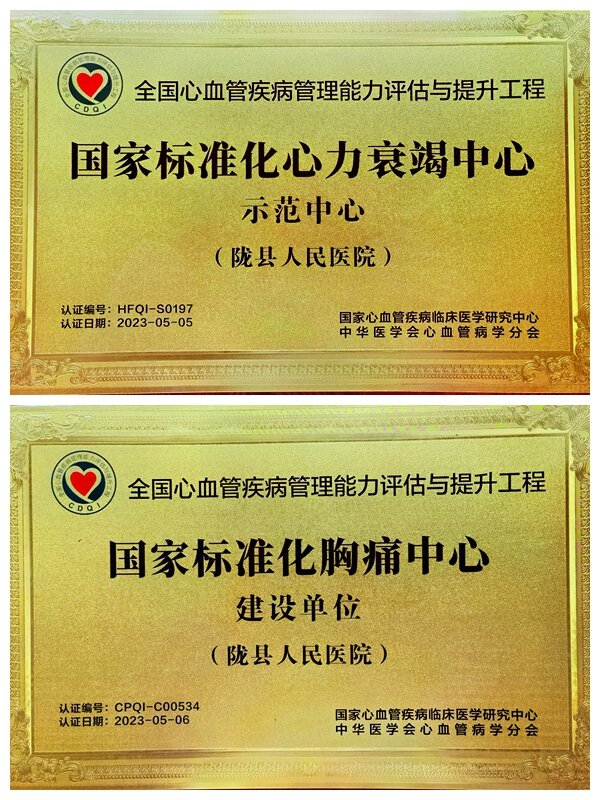 CDQI
全国心血管疾病管理能力评估与提升工程
国家标准化心力衰竭中心
示范中心
（陇县人民医院）
认证编号：HFQI-S0197
认证日期：2023-05-05
国家心血管疾病临床医学研究中心
中华医学会心血管病学分会
CDQI
全国心血管疾病管理能力评估与提升工程
国家标准化胸痛中心
建设单位
（陇县人民医院）
认证编号：CPQI-C00534
认证日期：2023-05-06
国家心血管疾病临床医学研究中心
中华医学会心血管病学分会